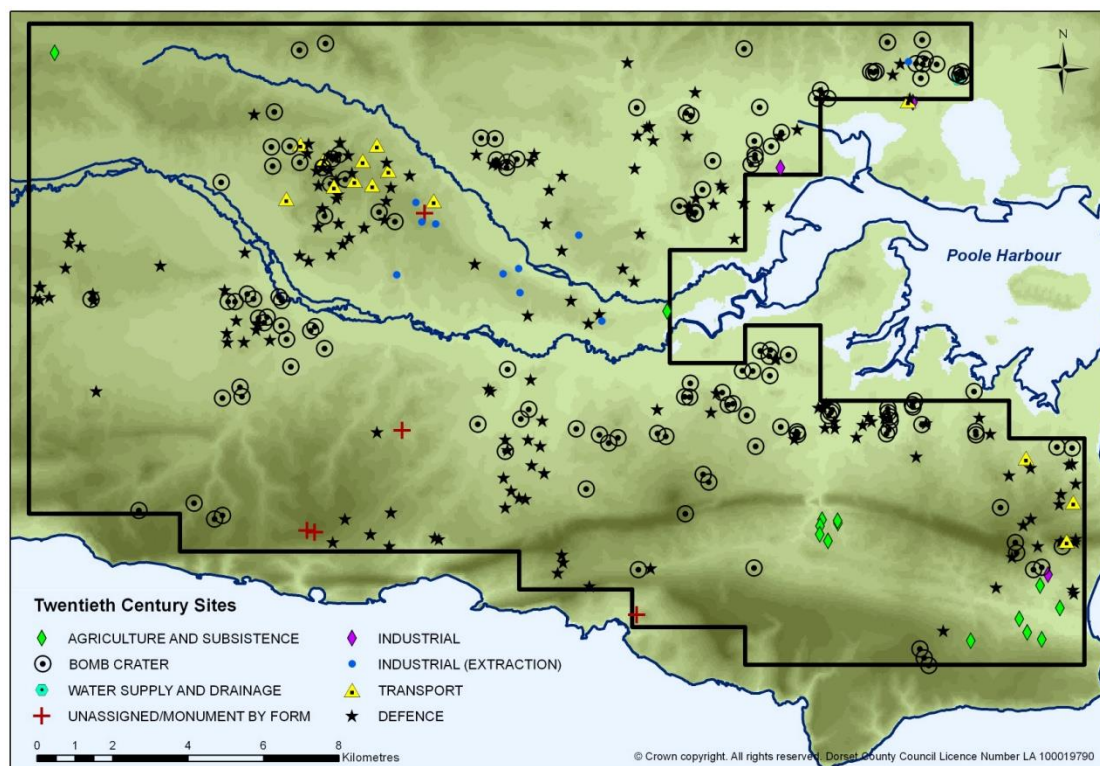 N
Poole Harbour
Twentieth Century Sites
AGRICULTURE AND SUBSISTENCE
BOMB CRATER
WATER SUPPLY AND DRAINAGE
UNASSIGNED/MONUMENT BY FORM
INDUSTRIAL
INDUSTRIAL (EXTRACTION)
TRANSPORT
DEFENCE
0 1 2 4 6 8
Kilometres
© Crown copyright. All rights reserved. Dorset County Council Licence Number LA 100019790